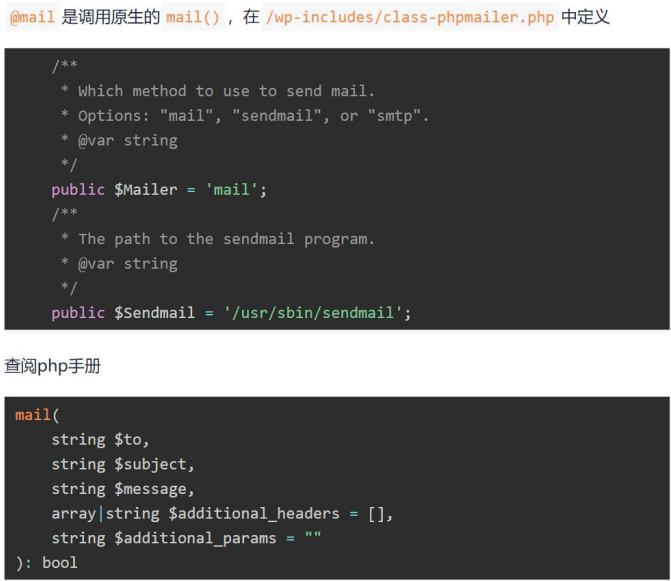 @mail 是调用原生的 mail() ，在 /wp-includes/class-phpmailer.php 中定义
/**
 * Which method to use to send mail.
 * Options: "mail", "sendmail", or "smtp".
 * @var string
 */
public $Mailer = 'mail';
/**
 * The path to the sendmail program.
 * @var string
 */
public $Sendmail = '/usr/sbin/sendmail';
查阅php手册
mail(
    string $to,
    string $subject,
    string $message,
    array|string $additional_headers = [],
    string $additional_params = ""
): bool